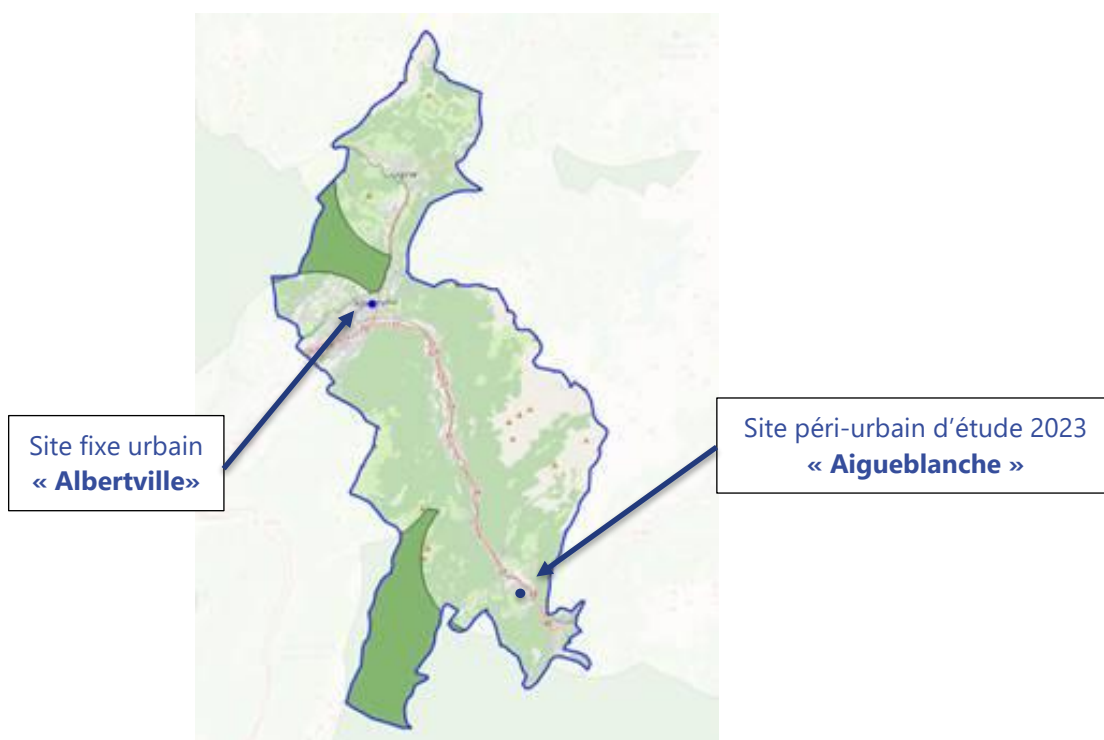 Site fixe urbain
« Albertville»
Site péri-urbain d’étude 2023
« Aigueblanche »